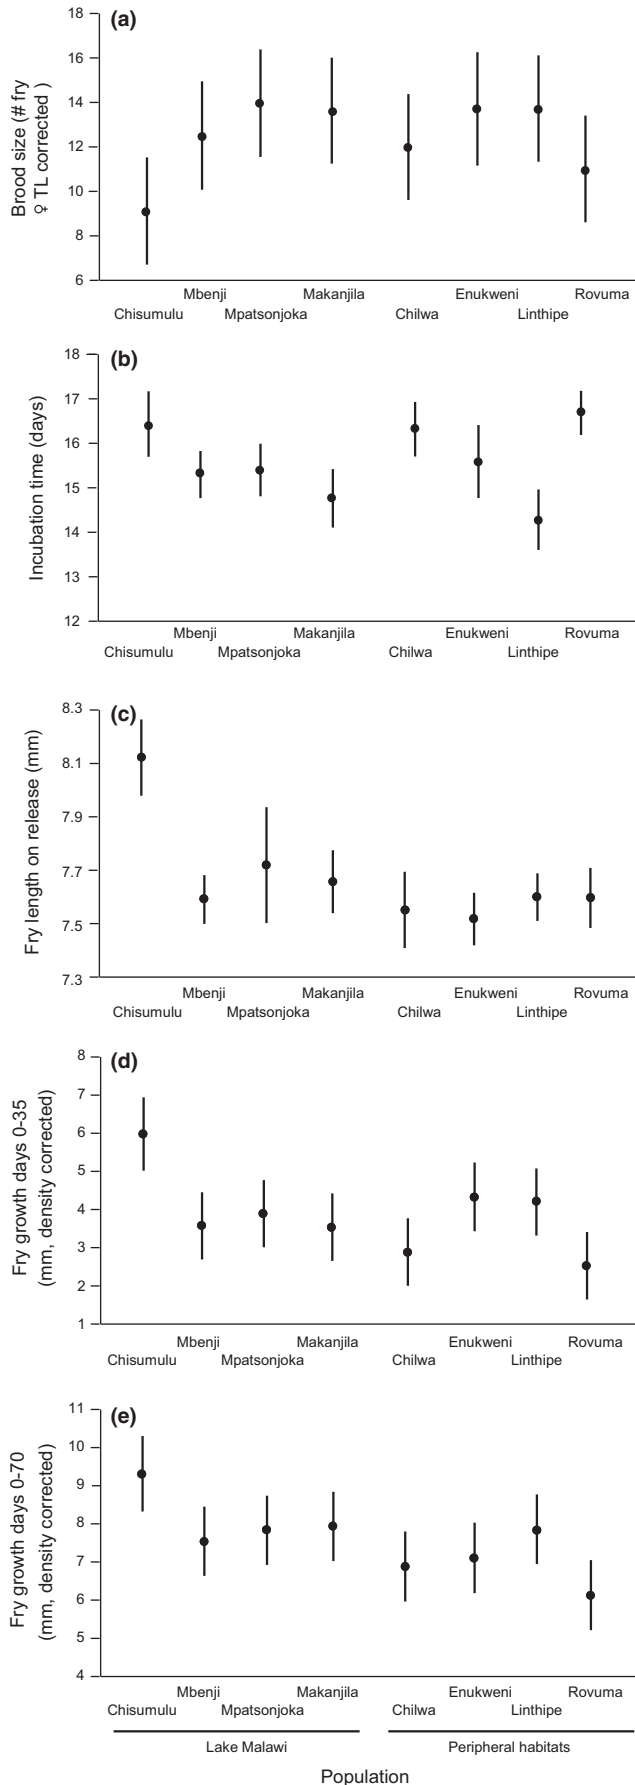 (a)
Brood size (# fry
♀ TL corrected )
18
16
14
12
10
8
6
Mbenji Makanjila Enukweni Rovuma
Chisumulu Mpatsonjoka Chilwa Linthipe
(b)
Incubation time (days)
18
17
16
15
14
13
12
Mbenji Makanjila Enukweni Rovuma
Chisumulu Mpatsonjoka Chilwa Linthipe
(c)
Fry length on release (mm)
8.3
8.1
7.9
7.7
7.5
7.3
Mbenji Makanjila Enukweni Rovuma
Chisumulu Mpatsonjoka Chilwa Linthipe
(d)
Fry growth days 0-35
(mm, density corrected)
8
7
6
5
4
3
2
1
Mbenji Makanjila Enukweni Rovuma
Chisumulu Mpatsonjoka Chilwa Linthipe
(e)
Fry growth days 0-70
(mm, density corrected)
11
10
9
8
7
6
5
4
Mbenji Makanjila Enukweni Rovuma
Chisumulu Mpatsonjoka Chilwa Linthipe
Lake Malawi Peripheral habitats
Population